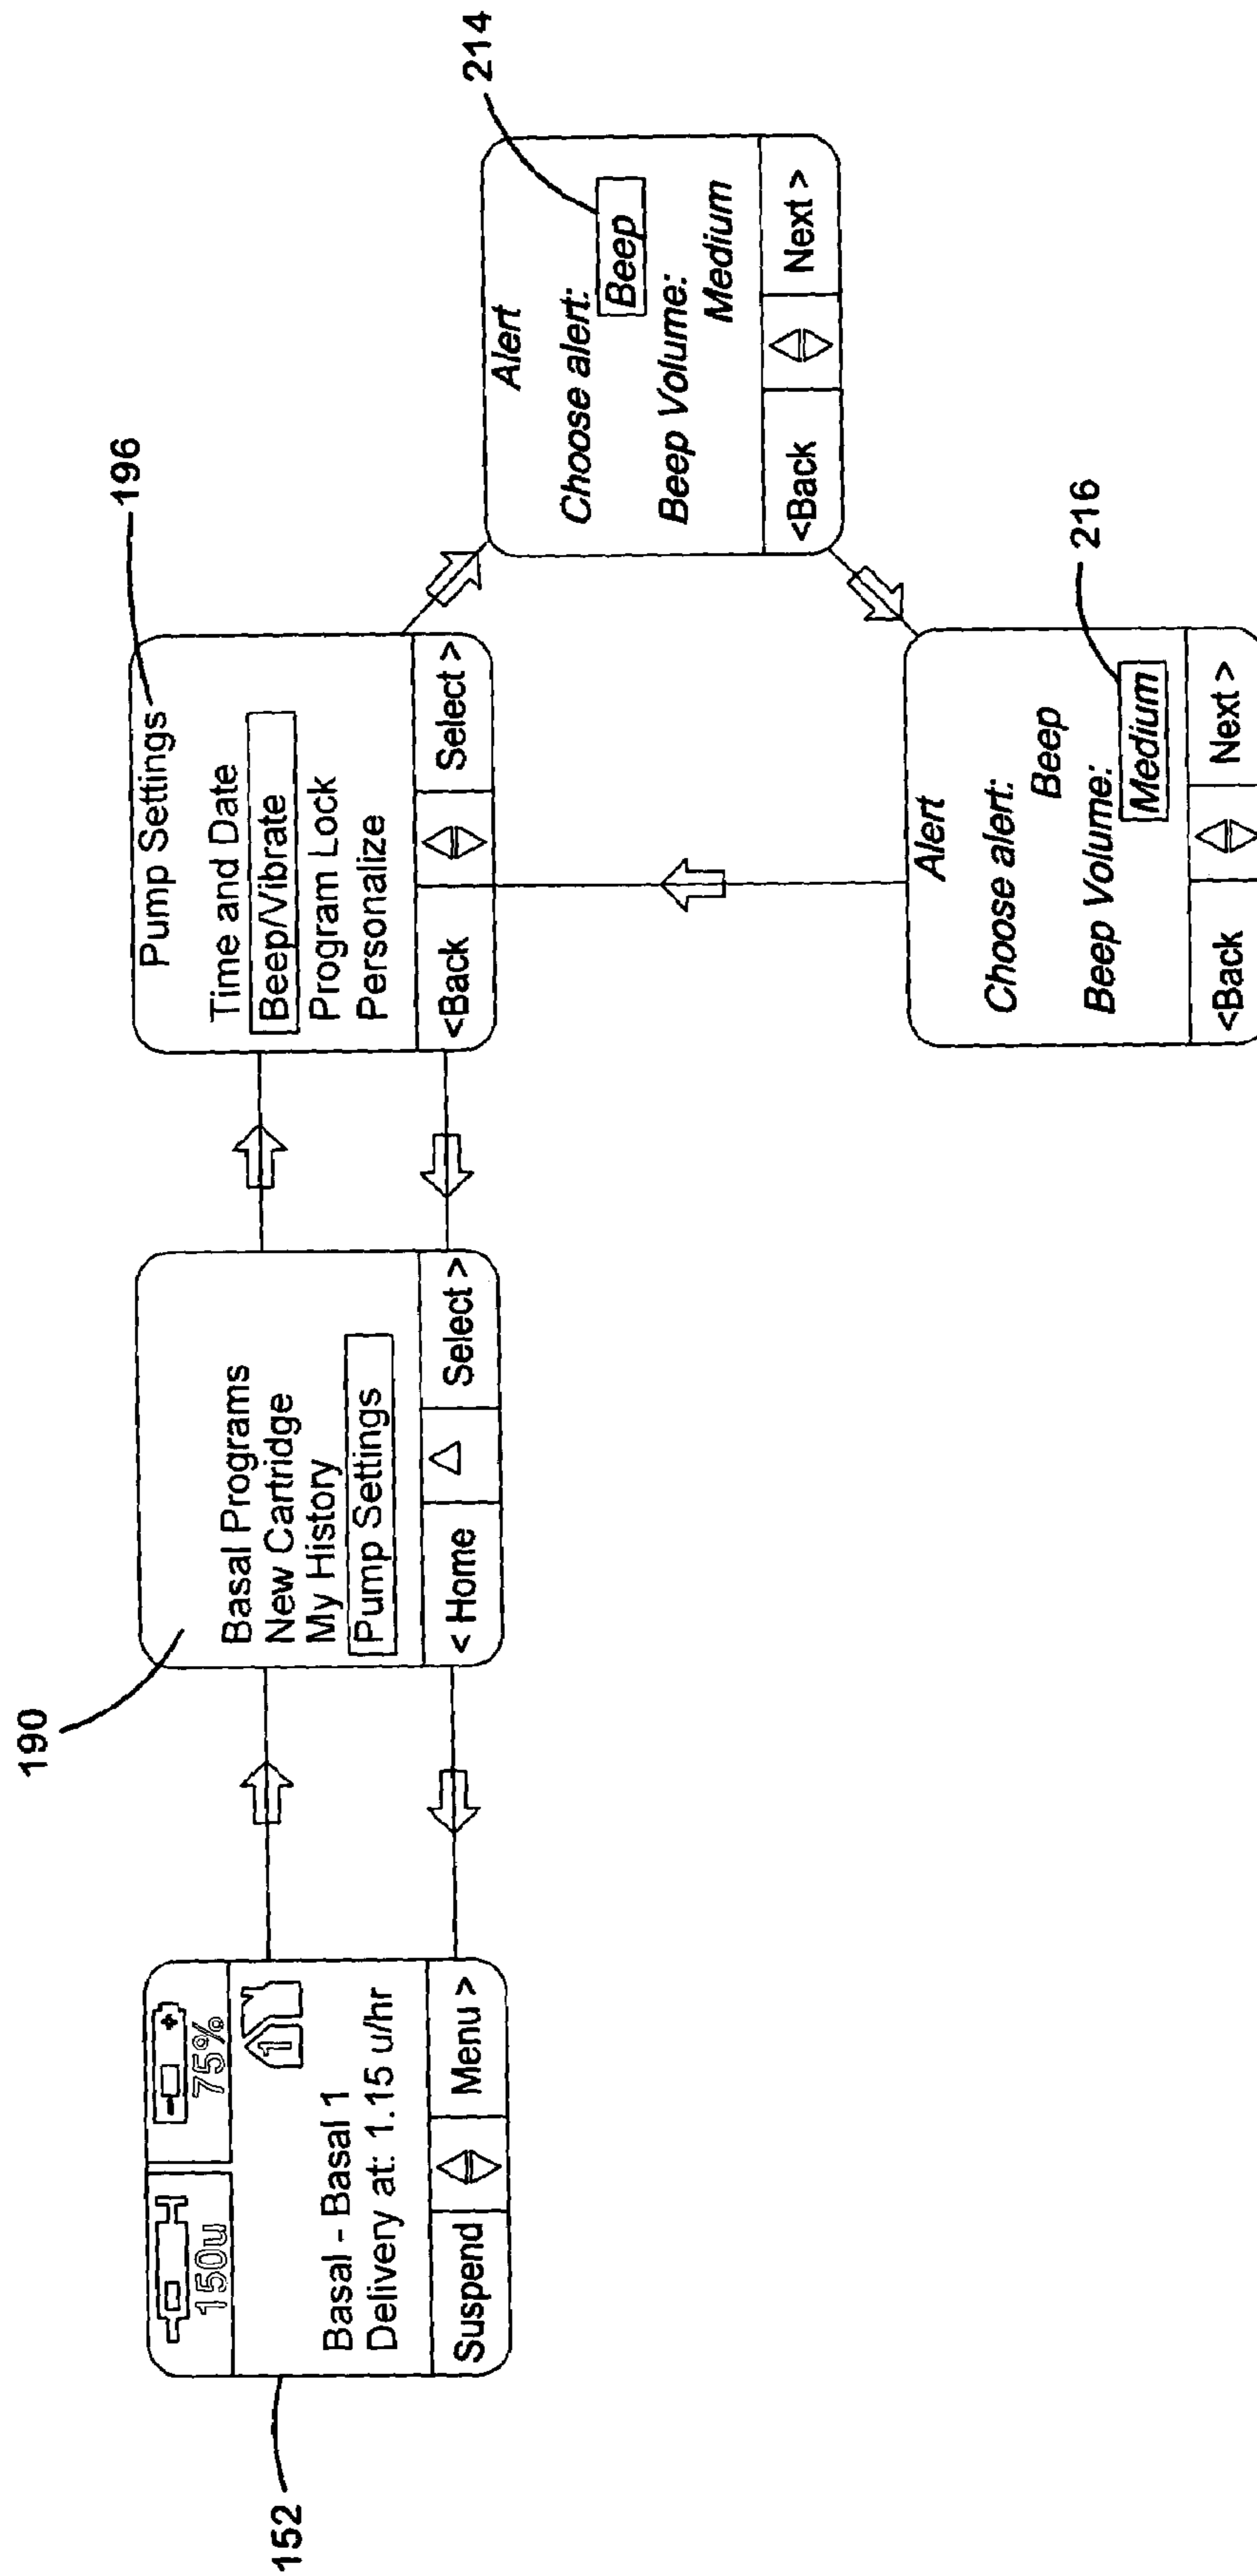 152
150u
75%
1
Basal - Basal 1
Delivery at: 1.15 u/hr
Suspend
Menu >
190
Basal Programs
New Cartridge
My History
Pump Settings
< Home
Select >
196
Pump Settings
Time and Date
Beep/Vibrate
Program Lock
Personalize
<Back
Select >
214
Alert
Choose alert:
Beep
Beep Volume:
Medium
<Back
Next >
216
Alert
Choose alert:
Beep
Beep Volume:
Medium
<Back
Next >